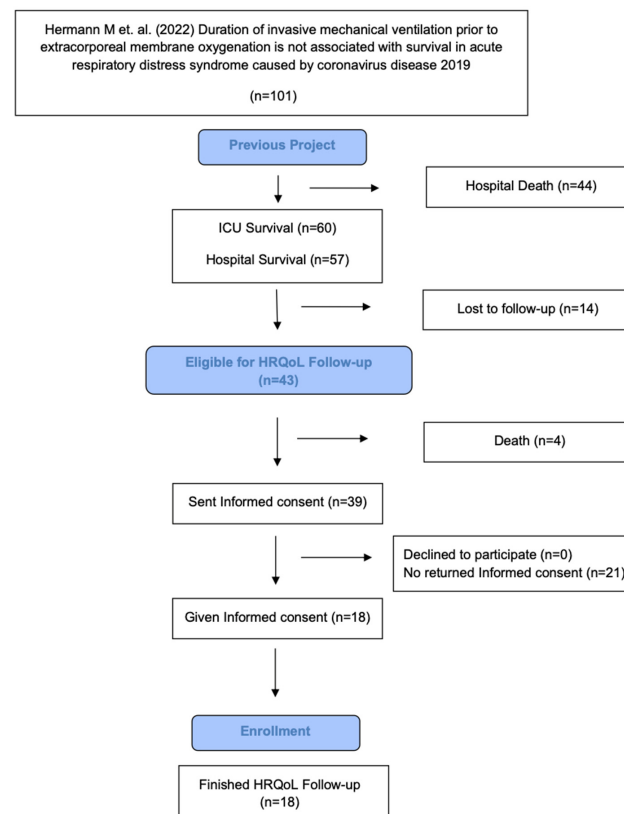 Hermann M et. al. (2022) Duration of invasive mechanical ventilation prior to
extracorporeal membrane oxygenation is not associated with survival in acute
respiratory distress syndrome caused by coronavirus disease 2019
(n=101)
Previous Project
Hospital Death (n=44)
ICU Survival (n=60)
Hospital Survival (n=57)
Lost to follow-up (n=14)
Eligible for HRQoL Follow-up
(n=43)
Death (n=4)
Sent Informed consent (n=39)
Declined to participate (n=0)
No returned Informed consent (n=21)
Given Informed consent (n=18)
Enrollment
Finished HRQoL Follow-up
(n=18)